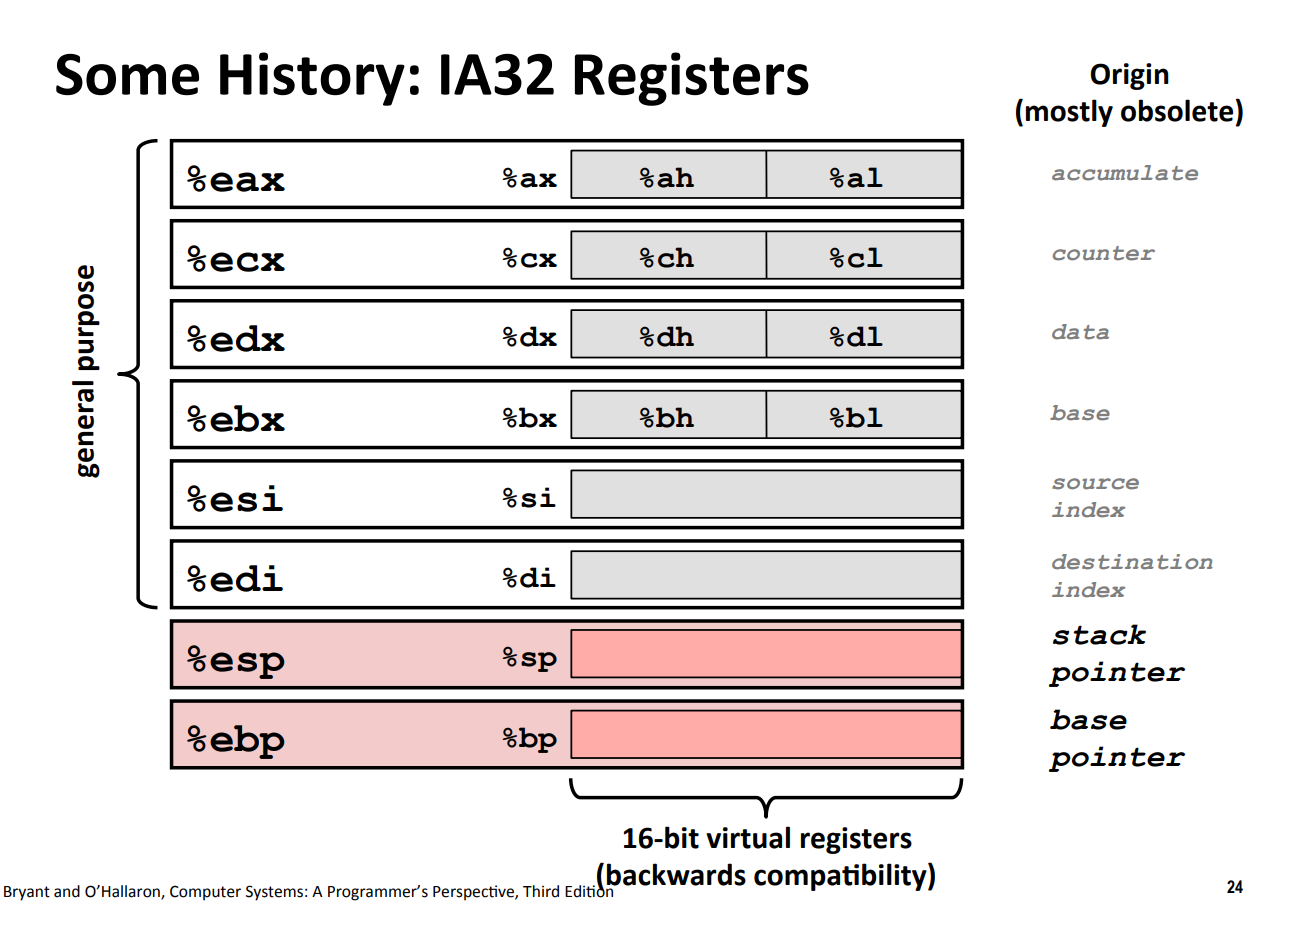 Some History: IA32 Registers
Origin
(mostly obsolete)
general purpose
%eax %ax %ah %al accumulate
%ecx %cx %ch %cl counter
%edx %dx %dh %dl data
%ebx %bx %bh %bl base
%esi %si source
index
%edi %di destination
index
%esp %sp stack
pointer
%ebp %bp base
pointer
16-bit virtual registers
(backwards compatibility)
Bryant and O’Hallaron, Computer Systems: A Programmer’s Perspective, Third Edition
24